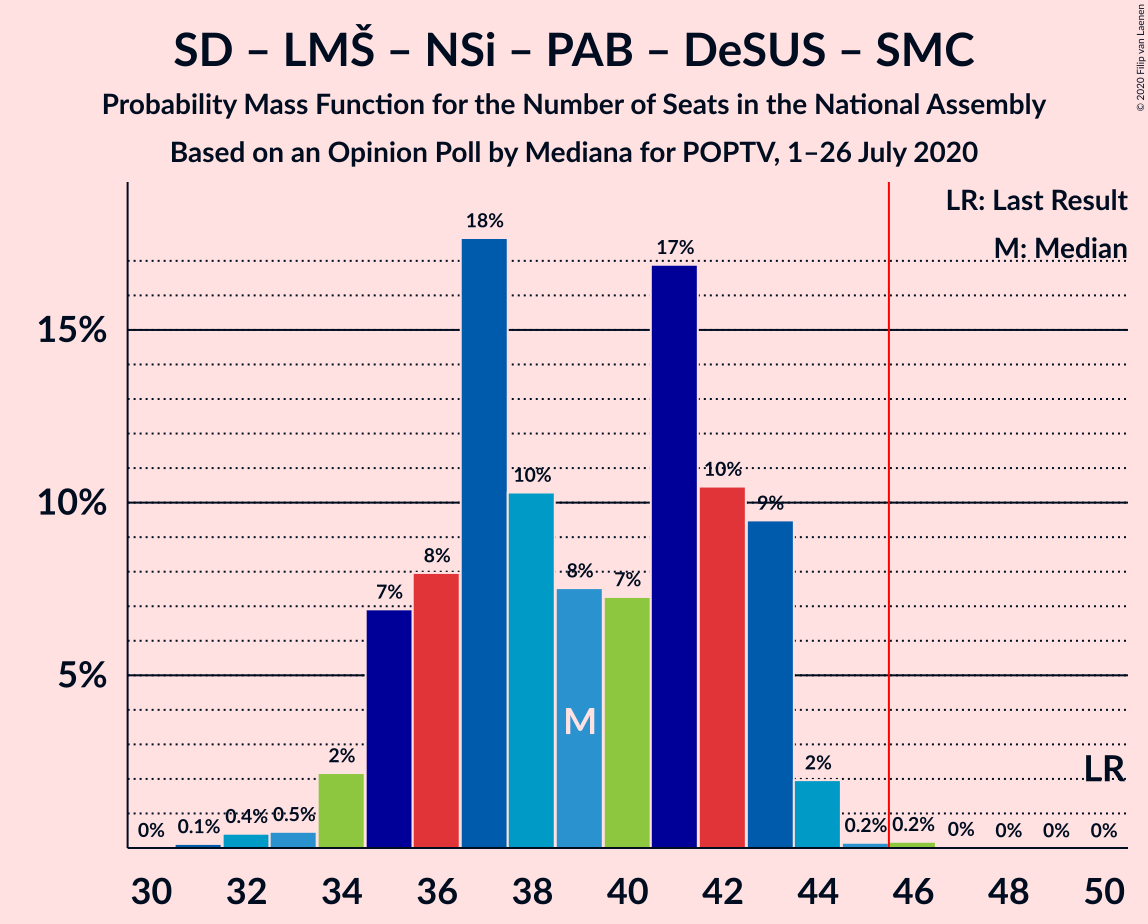 SD – LMŠ – NSi – PAB – DeSUS – SMC
Probability Mass Function for the Number of Seats in the National Assembly
Based on an Opinion Poll by Mediana for POPTV, 1–26 July 2020
© 2020 Filip van Laenen
LR: Last Result
M: Median
15%
10%
5%
0%
0.1%
0.4%
0.5%
2%
7%
8%
18%
10%
8%
7%
17%
10%
9%
2%
0.2%
0.2%
0%
0%
0%
0%
M
LR
30 32 34 36 38 40 42 44 46 48 50